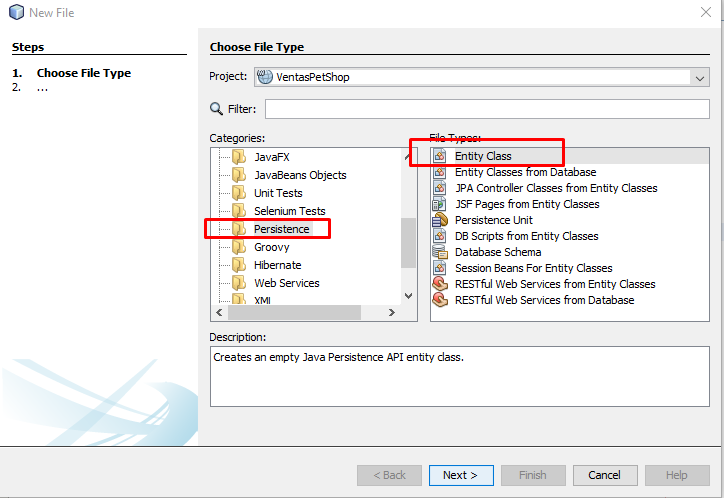 New File
Steps
1. Choose File Type
2. ...
Choose File Type
Project: VentasPetShop
Filter:
Categories:
JavaFX
JavaBeans Objects
Unit Tests
Selenium Tests
Persistence
Groovy
Hibernate
Web Services
XML
File Types:
Entity Class
Entity Classes from Database
JPA Controller Classes from Entity Classes
JSF Pages from Entity Classes
Persistence Unit
DB Scripts from Entity Classes
Database Schema
Session Beans For Entity Classes
RESTful Web Services from Entity Classes
RESTful Web Services from Database
Description:
Creates an empty Java Persistence API entity class.
< Back Next > Finish Cancel Help